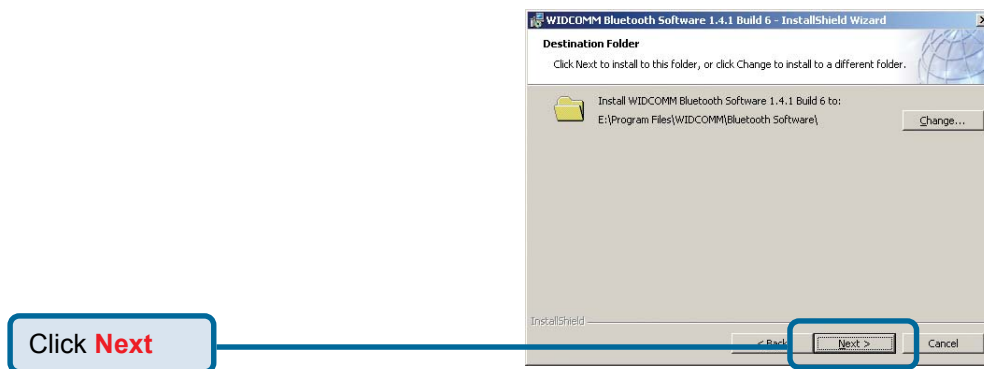 WIDCOMM Bluetooth Software 1.4.1 Build 6 - InstallShield Wizard
Destination Folder
Click Next to install to this folder, or click Change to install to a different folder.
Install WIDCOMM Bluetooth Software 1.4.1 Build 6 to:
E:\Program Files\WIDCOMM\Bluetooth Software\
Change...
InstallShield
Click Next
< Back
Next >
Cancel